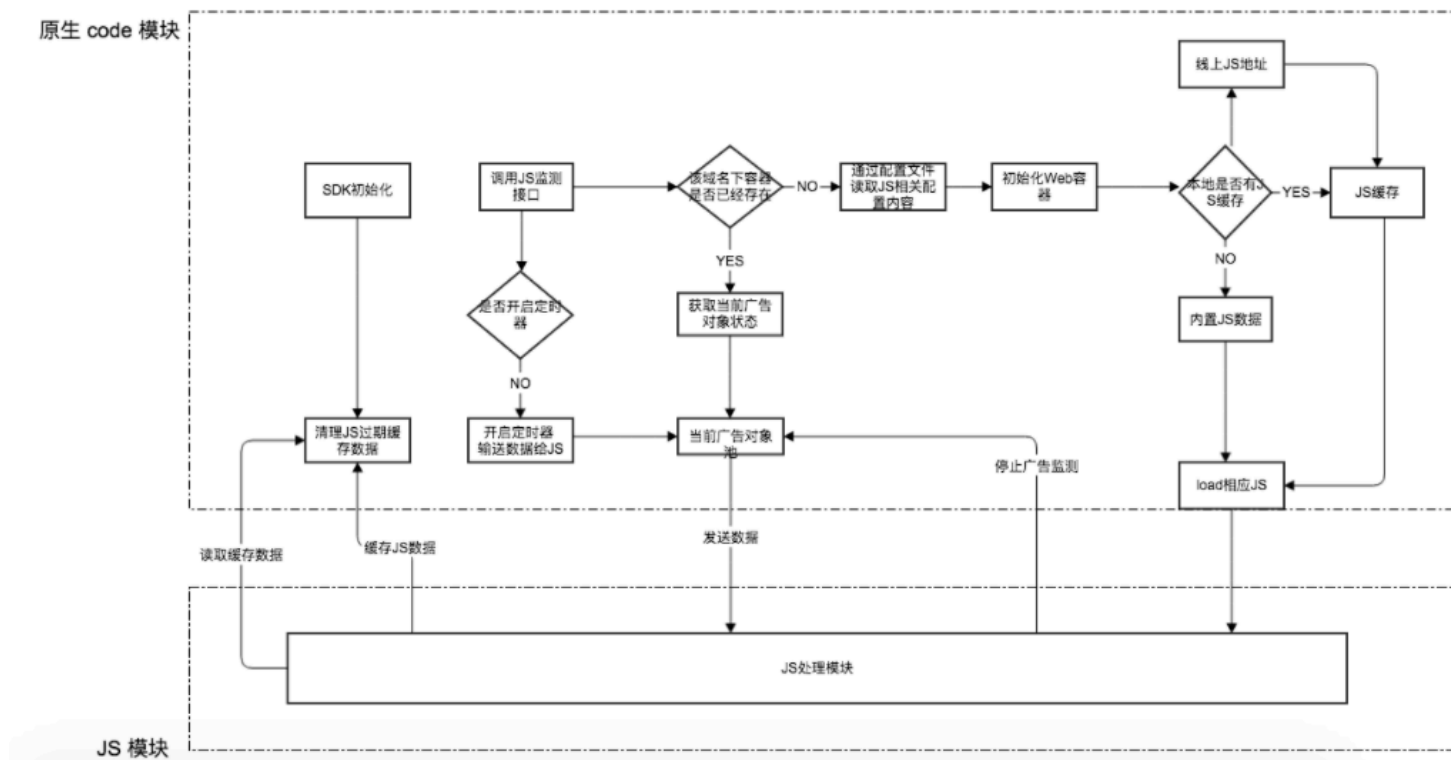 原生 code 模块
线上JS地址
SDK初始化
调用JS监测
接口
该域名下容器
是否已经存在
NO
通过配置文件
读取JS相关配
置内容
初始化Web容
器
本地是否有J
S缓存
YES
JS缓存
YES
NO
是否开启定时
器
获取当前广告
对象状态
内置JS数据
NO
清理JS过期缓
存数据
开启定时器
输送数据给JS
当前广告对象
池
停止广告监测
load相应JS
读取缓存数据
缓存JS数据
发送数据
JS处理模块
JS 模块